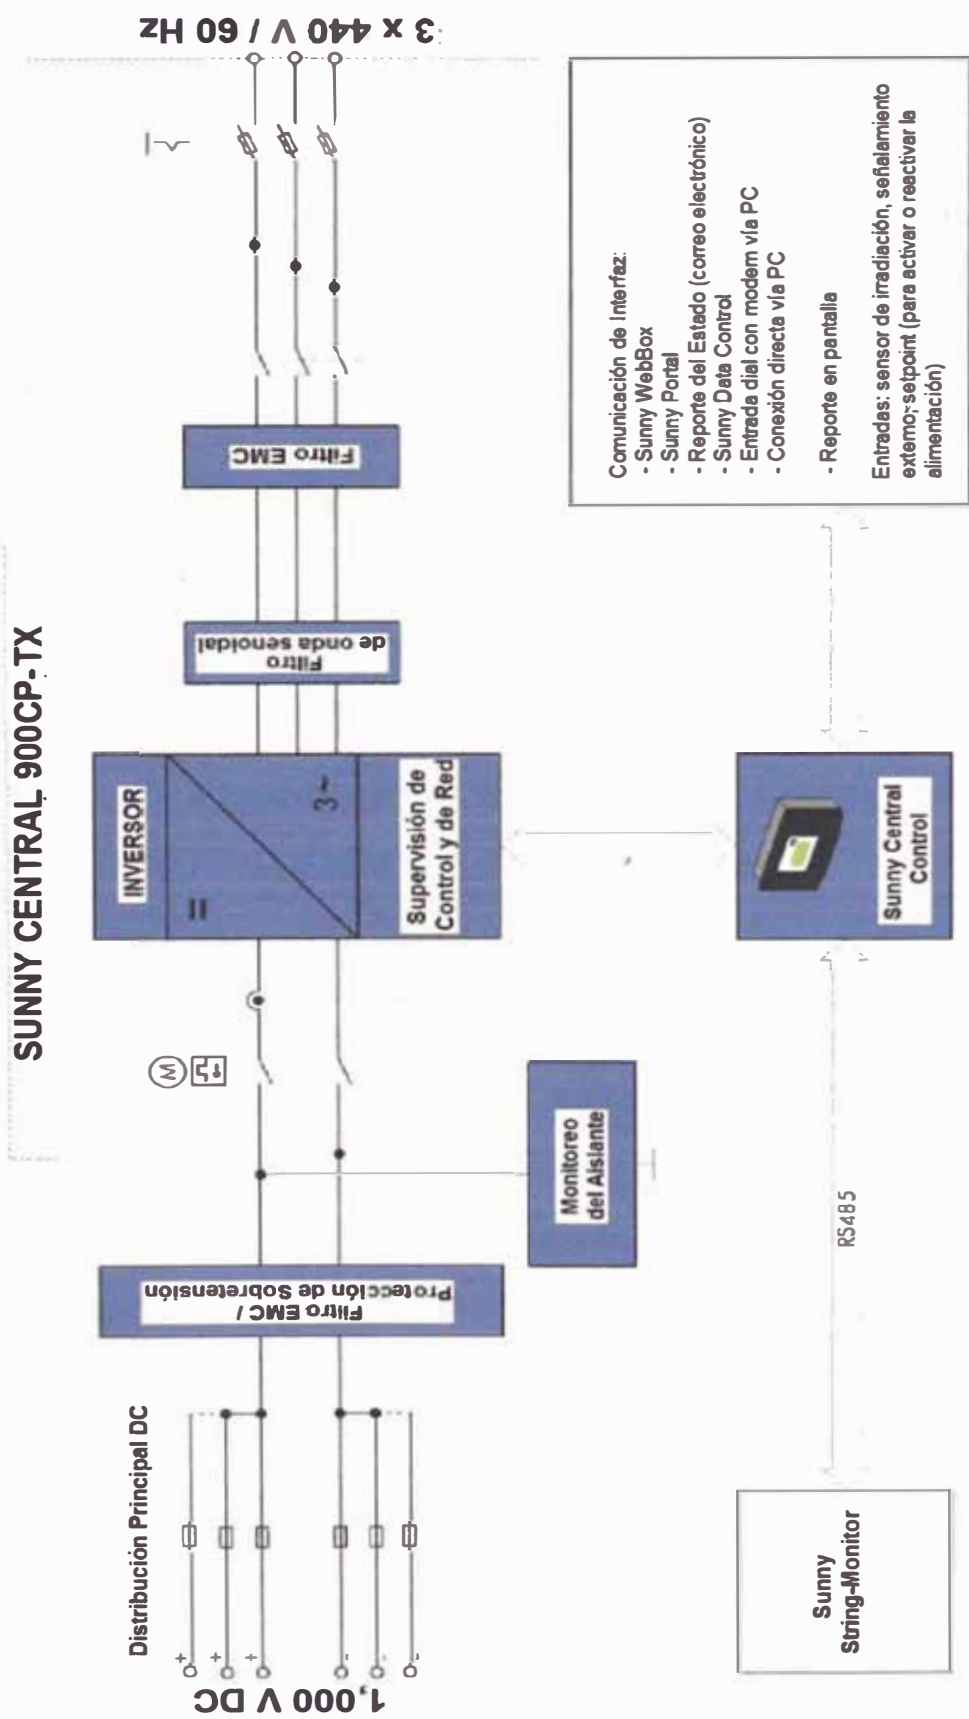 SUNNY CENTRAL 900CP-TX
Distribución Principal DC
+
+
+
-
-
-
1,000 V DC
Filtro EMC /
Protección de Sobretensión
M
Monitoreo
del Aislante
INVERSOR
=
3~
Supervisión de
Control y de Red
Filtro
de onda senoidal
Filtro EMC
3 x 440 V / 60 Hz
Sunny
String-Monitor
RS485
Sunny Central
Control
Comunicación de Interfaz:
- Sunny WebBox
- Sunny Portal
- Reporte del Estado (correo electrónico)
- Sunny Data Control
- Entrada dial con modem vía PC
- Conexión directa vía PC
- Reporte en pantalla
Entradas: sensor de irradiación, señalamiento
externo; setpoint (para activar o reactivar la
alimentación)